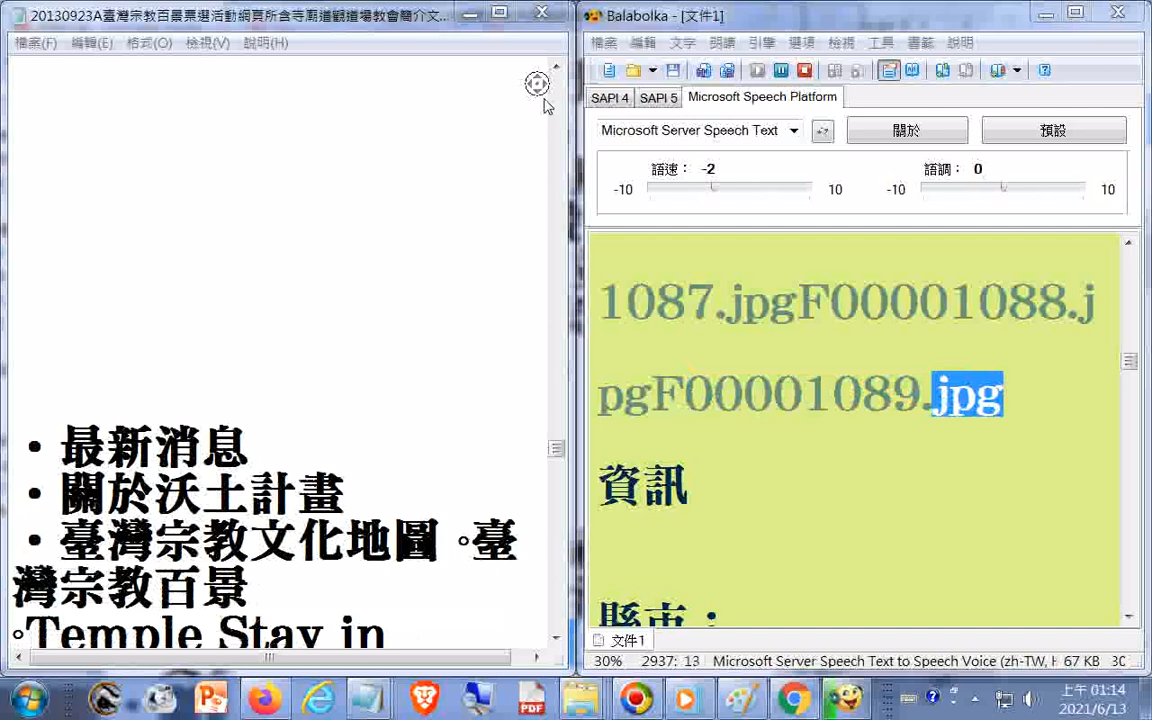 20130923A臺灣宗教百景票選活動網頁所含寺廟道觀道場教會簡介文...
檔案(F) 編輯(E) 格式(O) 檢視(V) 說明(H)
・最新消息
・關於沃土計畫
・臺灣宗教文化地圖 ◦臺
灣宗教百景
◦Temple Stay in
Balabolka - [文件1]
檔案 編輯 文字 朗讀 引擎 選項 檢視 工具 書籤 說明
SAPI 4 SAPI 5 Microsoft Speech Platform
Microsoft Server Speech Text 關於 預設
語速： -2 語調： 0
-10 10 -10 10
1087.jpgF00001088.j
pgF00001089.jpg
資訊
縣市：
文件1
30% 2937: 13 Microsoft Server Speech Text to Speech Voice (zh-TW, H 67 KB 30
上午 01:14
2021/6/13
PDF